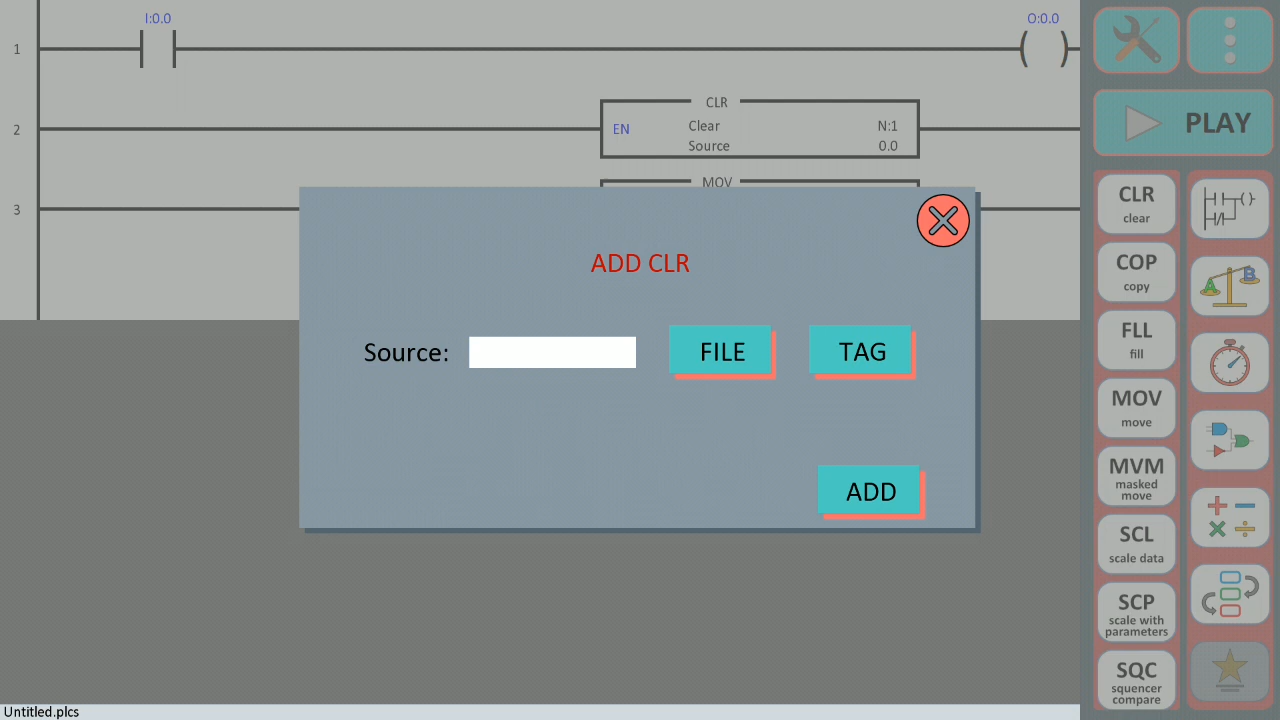 I:0.0
O:0.0
1
CLR
2
EN
Clear
N:1
Source
0.0
MOV
3
ADD CLR
Source:
FILE
TAG
ADD
PLAY
CLR
clear
COP
copy
FLL
fill
MOV
move
MVM
masked
move
SCL
scale data
SCP
scale with
parameters
SQC
squencer
compare
A
B
Untitled.plcs